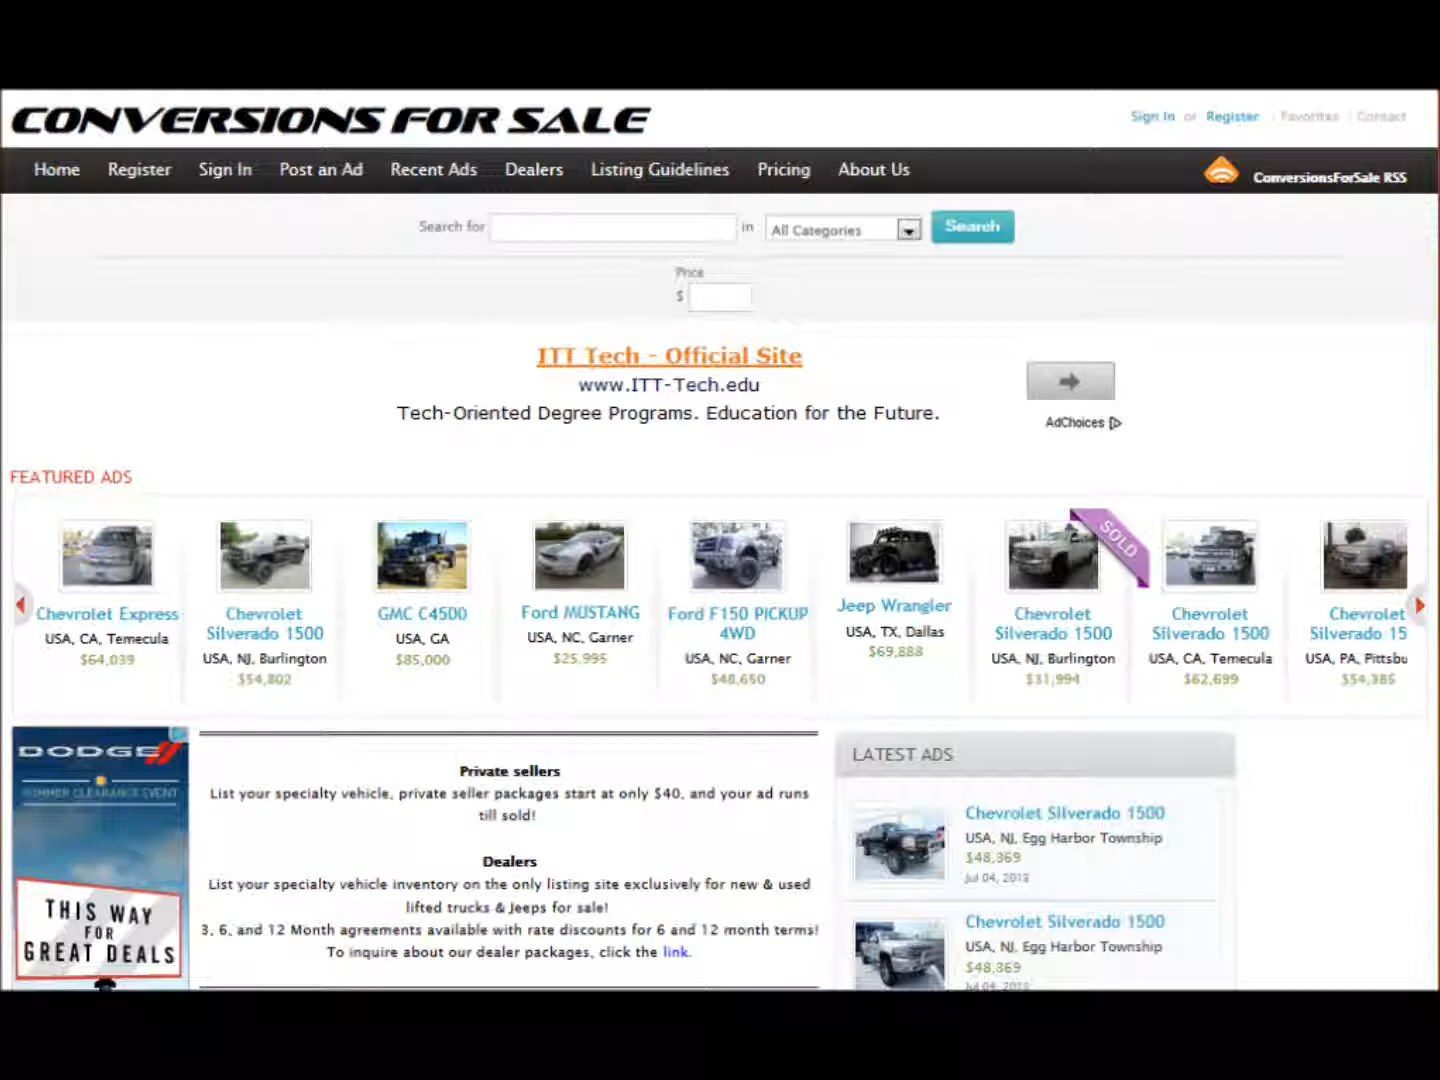 CONVERSIONS FOR SALE
Sign In or Register | Favorites | Contact
Home Register Sign In Post an Ad Recent Ads Dealers Listing Guidelines Pricing About Us
ConversionsForSale RSS
Search for in All Categories Search
Price
$
ITT Tech - Official Site
www.ITT-Tech.edu
Tech-Oriented Degree Programs. Education for the Future.
AdChoices
FEATURED ADS
Chevrolet Express
USA, CA, Temecula
$64,039
Chevrolet
Silverado 1500
USA, NJ, Burlington
$54,802
GMC C4500
USA, GA
$85,000
Ford MUSTANG
USA, NC, Garner
$25,995
Ford F150 PICKUP
4WD
USA, NC, Garner
$48,650
Jeep Wrangler
USA, TX, Dallas
$69,888
SOLD
Chevrolet
Silverado 1500
USA, NJ, Burlington
$31,994
Chevrolet
Silverado 1500
USA, CA, Temecula
$62,699
Chevrolet
Silverado 15
USA, PA, Pittsbu
$54,385
DODGE
SUMMER CLEARANCE EVENT
THIS WAY
FOR
GREAT DEALS
Private sellers
List your specialty vehicle, private seller packages start at only $40, and your ad runs
till sold!
Dealers
List your specialty vehicle inventory on the only listing site exclusively for new & used
lifted trucks & Jeeps for sale!
3, 6, and 12 Month agreements available with rate discounts for 6 and 12 month terms!
To inquire about our dealer packages, click the link.
LATEST ADS
Chevrolet Silverado 1500
USA, NJ, Egg Harbor Township
$48,369
Jul 04, 2013
Chevrolet Silverado 1500
USA, NJ, Egg Harbor Township
$48,369
Jul 04, 2013